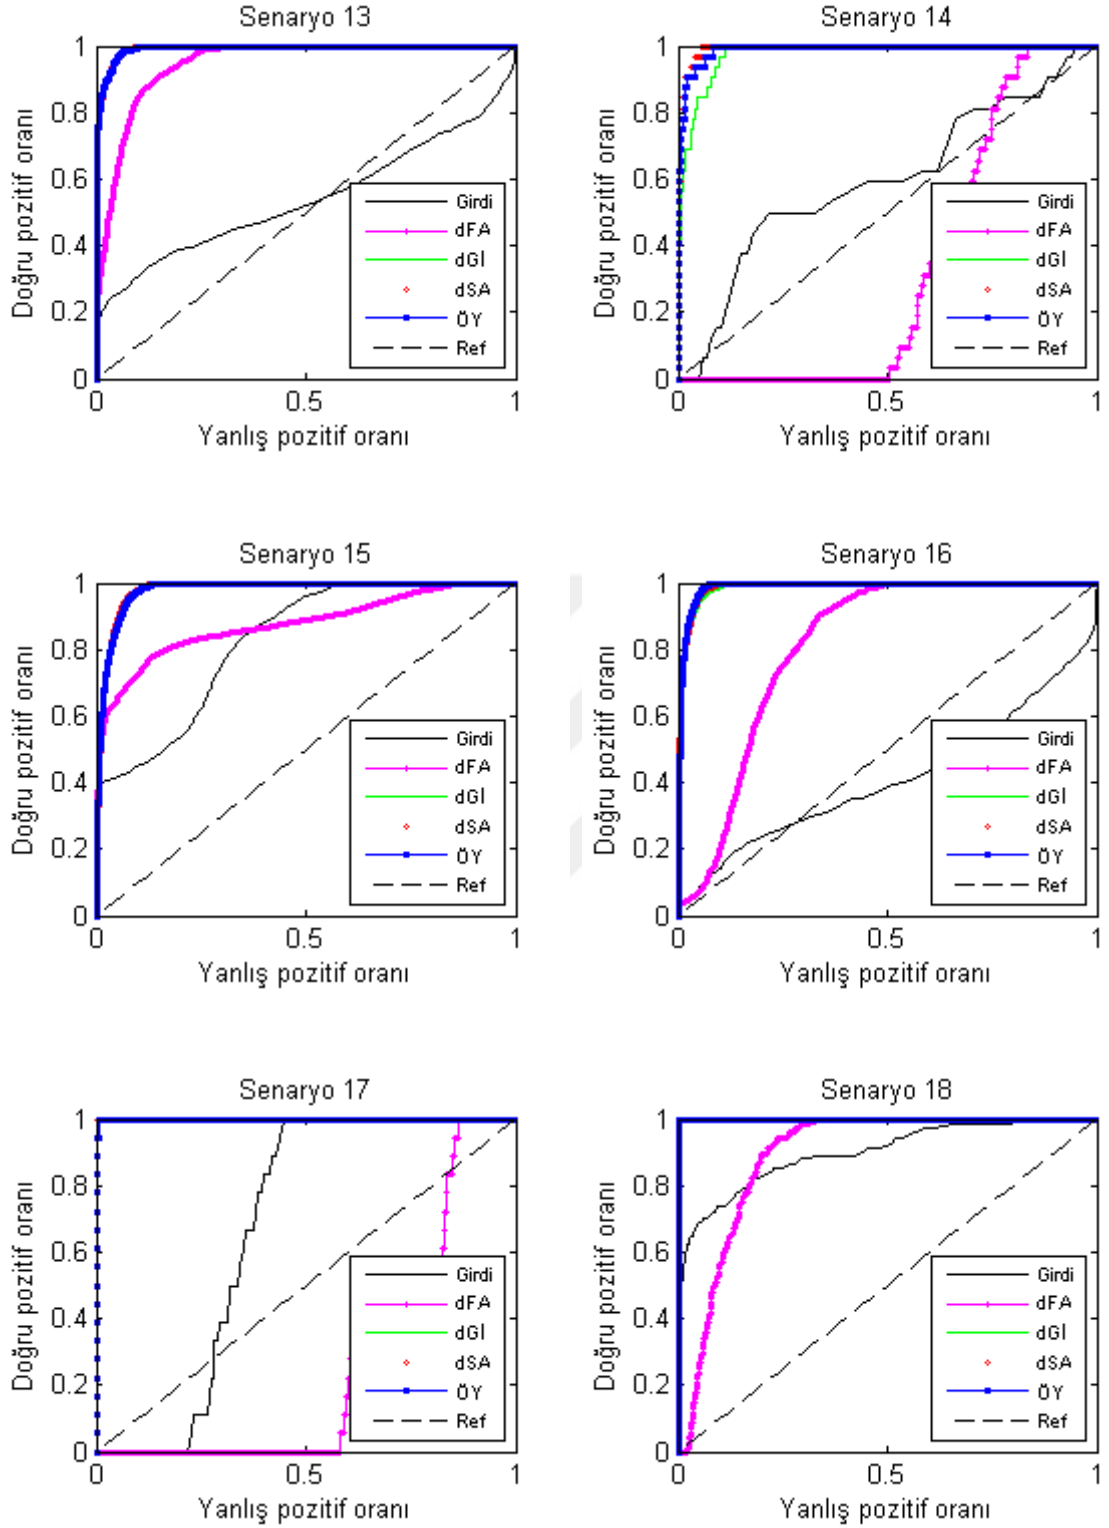 Senaryo 13
Doğru pozitif oranı
1
0.8
0.6
0.4
0.2
0
0
0.5
1
Yanlış pozitif oranı
Girdi
dFA
dGİ
dSA
ÖY
Ref
Senaryo 14
Doğru pozitif oranı
1
0.8
0.6
0.4
0.2
0
0
0.5
1
Yanlış pozitif oranı
Girdi
dFA
dGİ
dSA
ÖY
Ref
Senaryo 15
Doğru pozitif oranı
1
0.8
0.6
0.4
0.2
0
0
0.5
1
Yanlış pozitif oranı
Girdi
dFA
dGİ
dSA
ÖY
Ref
Senaryo 16
Doğru pozitif oranı
1
0.8
0.6
0.4
0.2
0
0
0.5
1
Yanlış pozitif oranı
Girdi
dFA
dGİ
dSA
ÖY
Ref
Senaryo 17
Doğru pozitif oranı
1
0.8
0.6
0.4
0.2
0
0
0.5
1
Yanlış pozitif oranı
Girdi
dFA
dGİ
dSA
ÖY
Ref
Senaryo 18
Doğru pozitif oranı
1
0.8
0.6
0.4
0.2
0
0
0.5
1
Yanlış pozitif oranı
Girdi
dFA
dGİ
dSA
ÖY
Ref